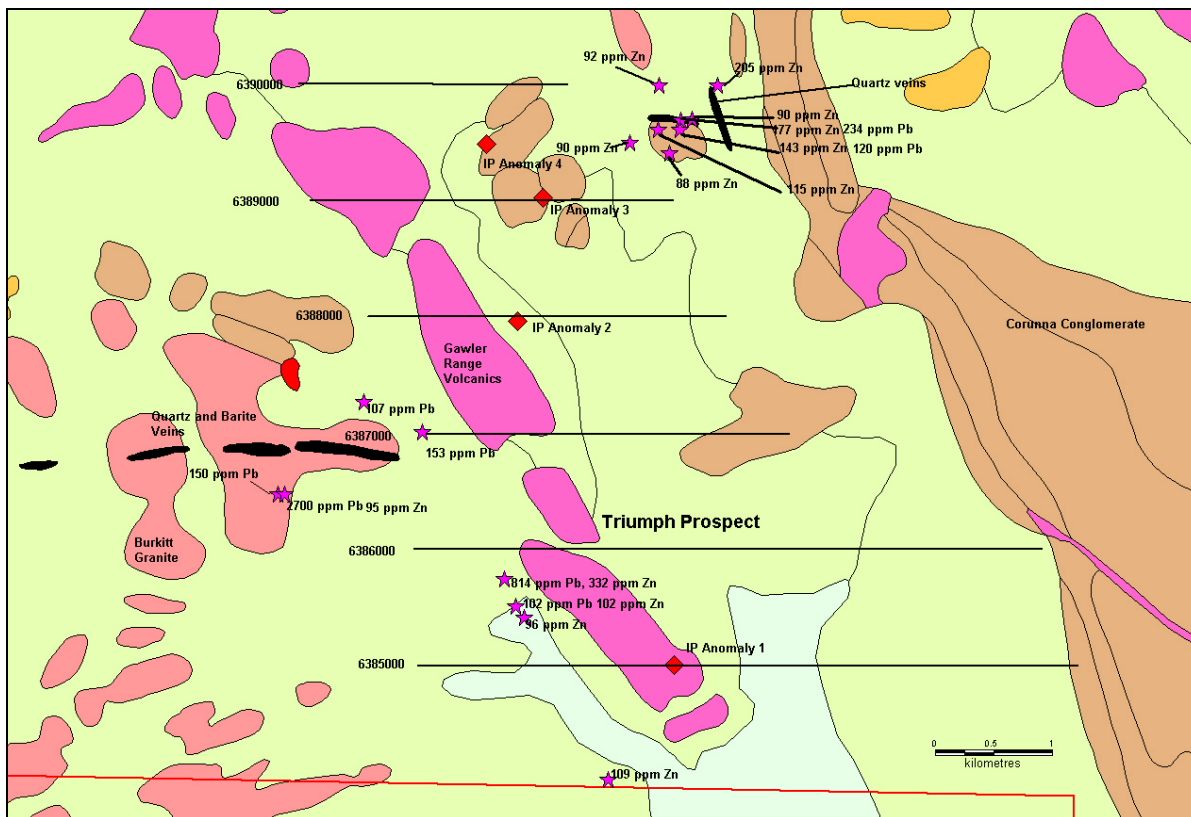 92 ppm Zn
205 ppm Zn
6390000
Quartz veins
90 ppm Zn
77 ppm Zn 234 ppm Pb
90 ppm Zn
143 ppm Zn 120 ppm Pb
IP Anomaly 4
88 ppm Zn
115 ppm Zn
6389000
IP Anomaly 3
6388000
IP Anomaly 2
Corunna Conglomerate
Gawler
Range
Volcanics
107 ppm Pb
Quartz and Barite
Veins
6387000
153 ppm Pb
150 ppm Pb
2700 ppm Pb 95 ppm Zn
Triumph Prospect
Burkitt
Granite
6386000
814 ppm Pb, 332 ppm Zn
102 ppm Pb 102 ppm Zn
96 ppm Zn
IP Anomaly 1
6385000
0 0.5 1
kilometres
109 ppm Zn